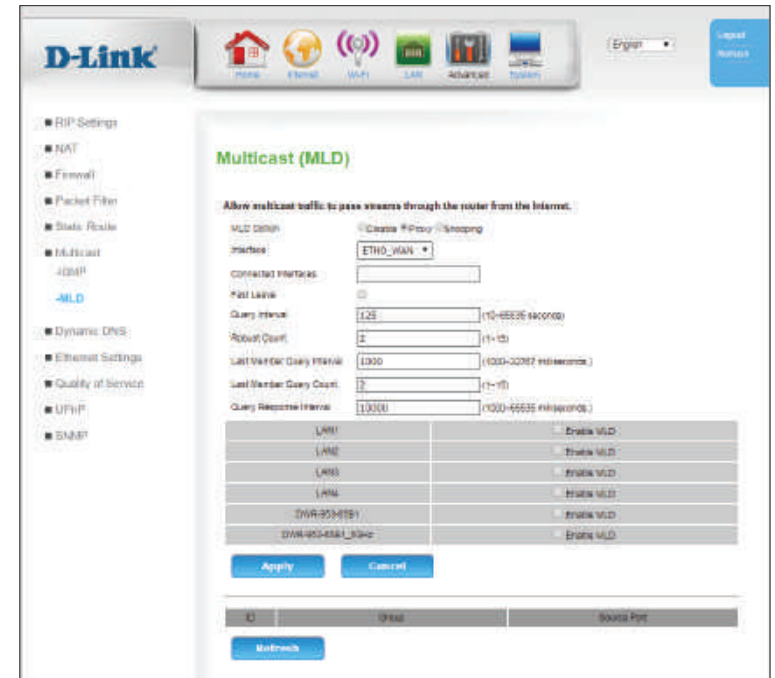 D-Link
Home Internet Wi-Fi LAN Advanced System
English
Logout
RIP Settings
NAT
Firewall
Packet Filter
Static Route
Multicast
-IGMP
-MLD
Dynamic DNS
Ethernet Settings
Quality of Service
UPnP
SNMP
Multicast (MLD)
Allow multicast traffic to pass streams through the router from the Internet.
MLD Option Disable Proxy Snooping
Interface ETH0_WAN
Connected Interfaces
Fast Leave
Query Interval 125 (10~65535 seconds)
Robust Count 2 (1~15)
Last Member Query Interval 1000 (1000~32767 milliseconds.)
Last Member Query Count 2 (1~15)
Query Response Interval 10000 (1000~65535 milliseconds.)
LAN1 Enable MLD
LAN2 Enable MLD
LAN3 Enable MLD
LAN4 Enable MLD
Enable MLD
Enable MLD
Apply Cancel
ID Group Source Port
Refresh